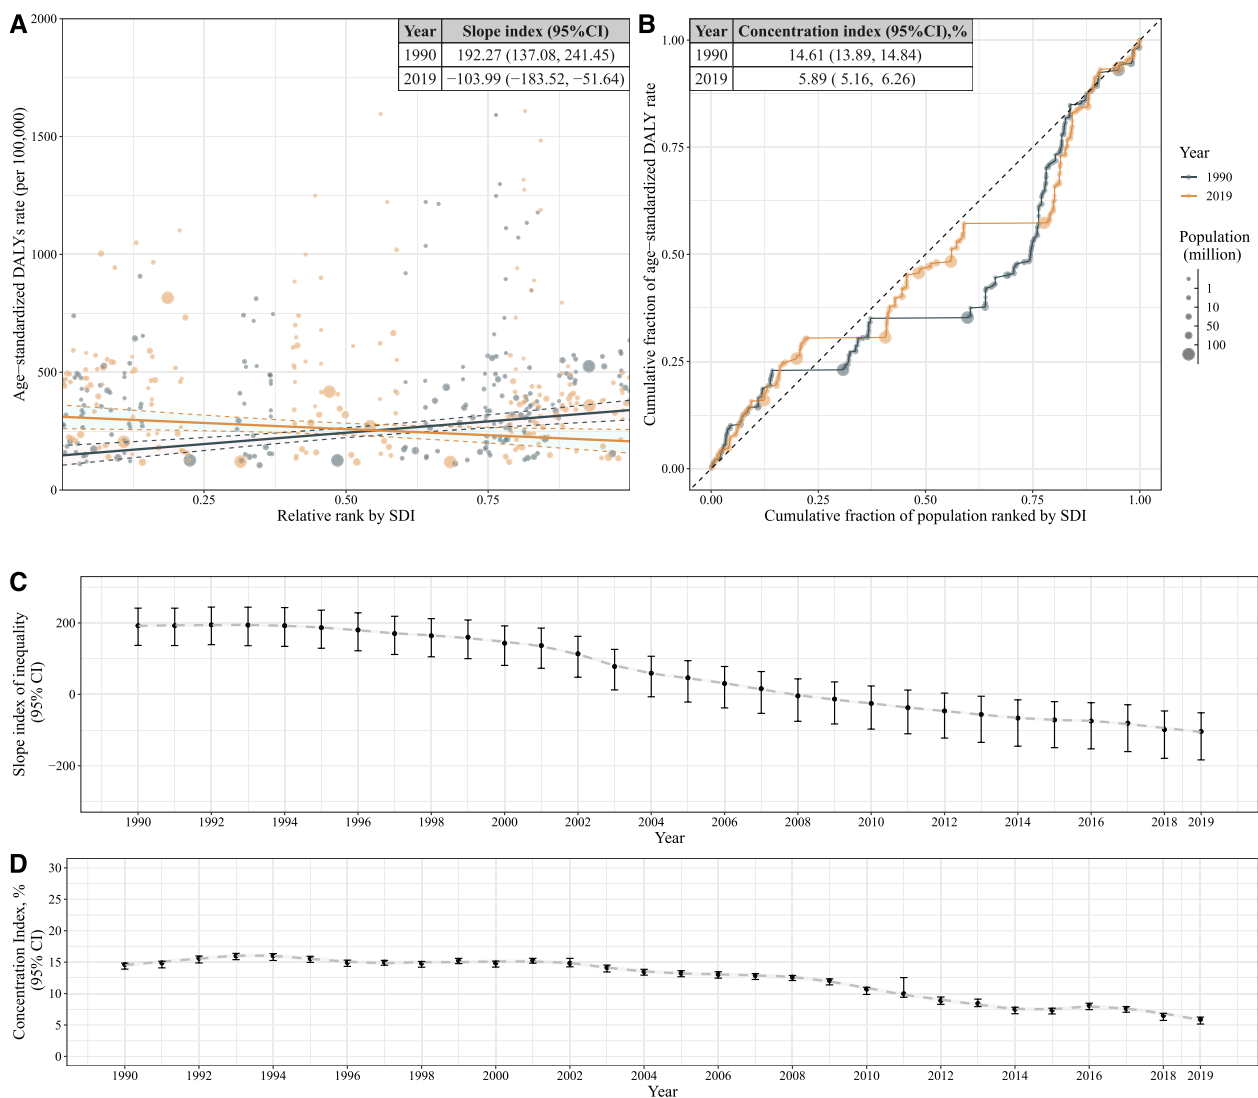 A
Age−standardized DALYs rate (per 100,000)
2000
1500
1000
500
0
Year Slope index (95%CI)
1990 192.27 (137.08, 241.45)
2019 −103.99 (−183.52, −51.64)
0.25 0.50 0.75
Relative rank by SDI
B
Cumulative fraction of age−standardized DALY rate
1.00
0.75
0.50
0.25
0.00
Year Concentration index (95%CI),%
1990 14.61 (13.89, 14.84)
2019 5.89 ( 5.16, 6.26)
0.00 0.25 0.50 0.75 1.00
Cumulative fraction of population ranked by SDI
Year
1990
2019
Population
(million)
1
10
50
100
C
Slope index of inequality
(95% CI)
200
0
−200
1990 1992 1994 1996 1998 2000 2002 2004 2006 2008 2010 2012 2014 2016 2018 2019
Year
D
Concentration Index, %
(95% CI)
30
25
20
15
10
5
0
1990 1992 1994 1996 1998 2000 2002 2004 2006 2008 2010 2012 2014 2016 2018 2019
Year